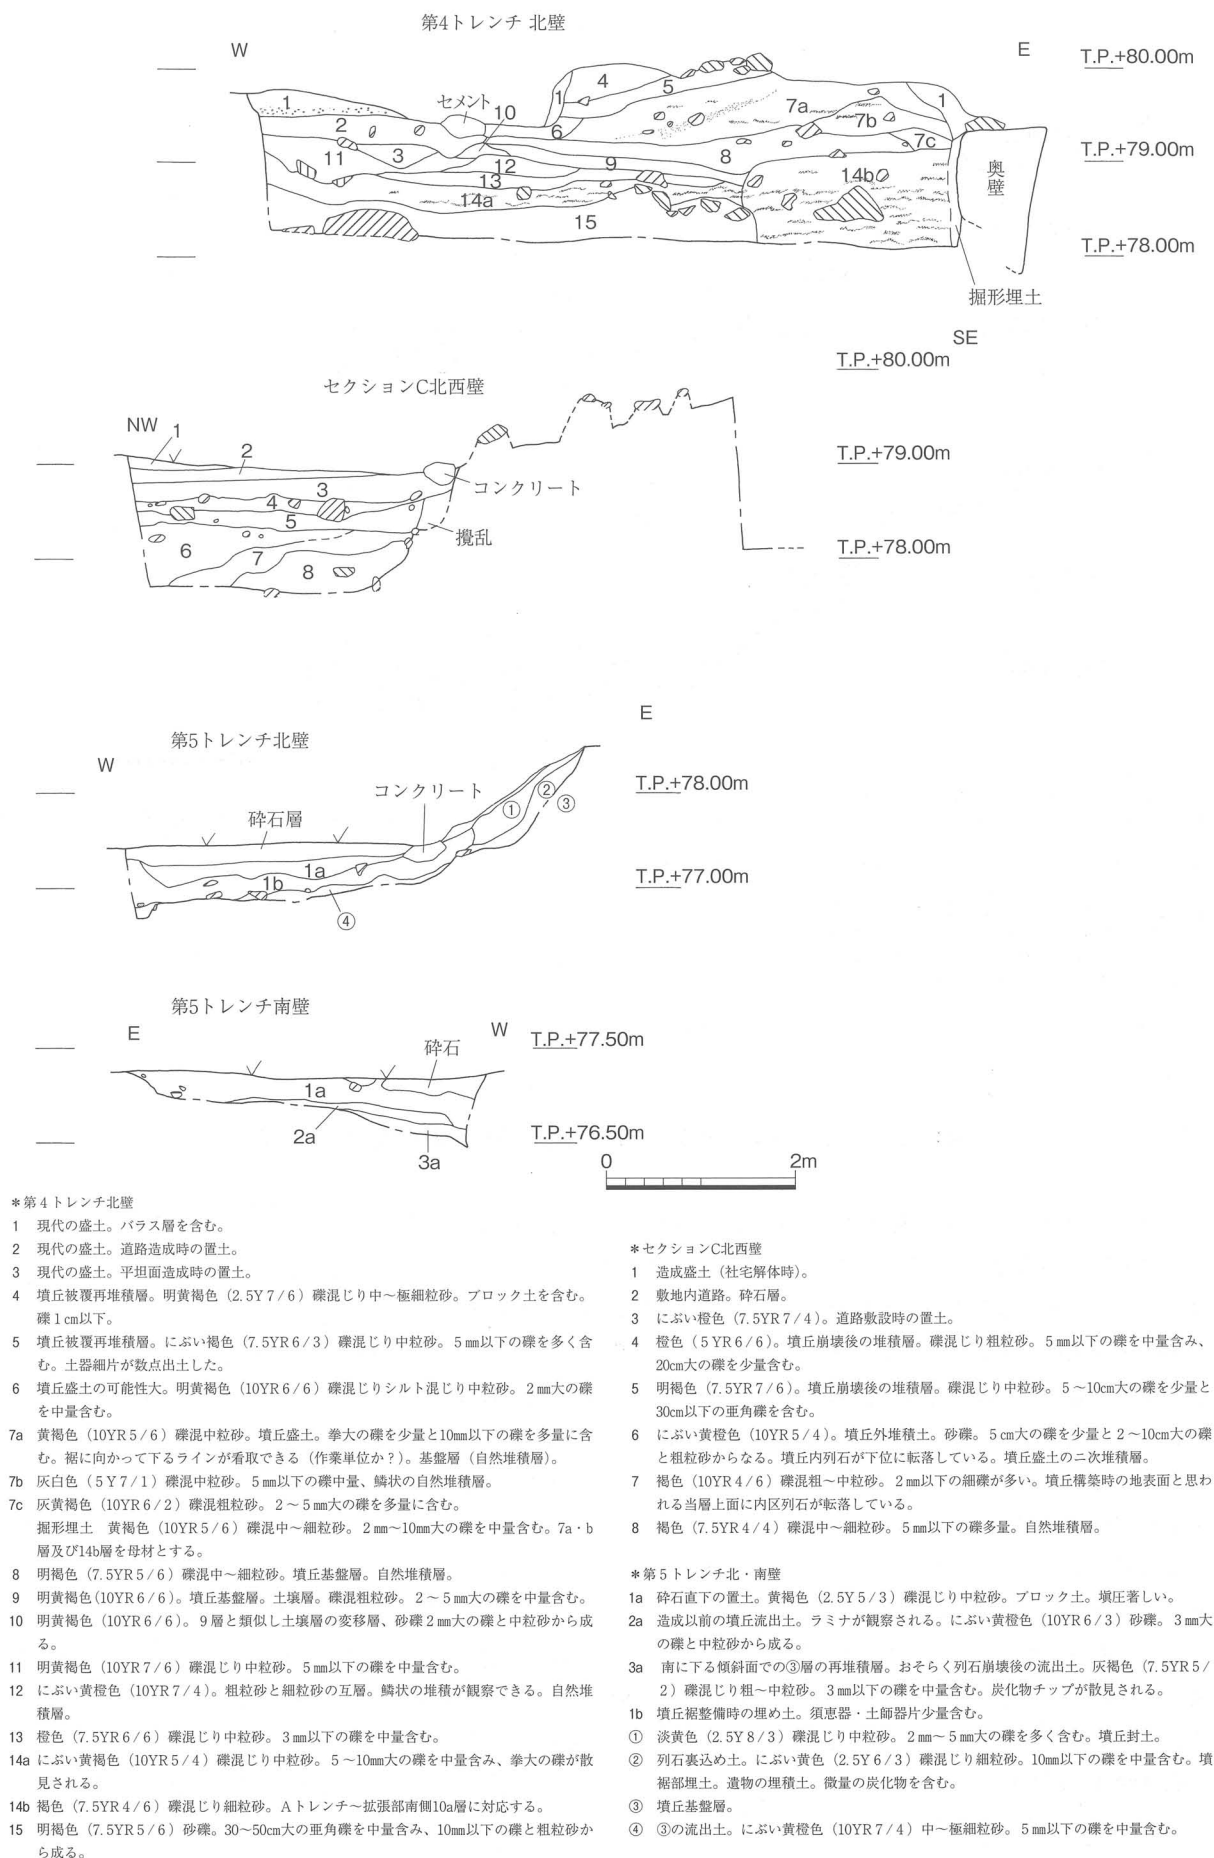 第4トレンチ 北壁
W
E
T.P.+80.00m
1
4
5
1
セメント
10
7a
1
2
6
7b
7c
11
3
12
9
8
T.P.+79.00m
13
14b
奥壁
14a
15
T.P.+78.00m
掘形埋土
SE
T.P.+80.00m
セクションC北西壁
NW
1
2
T.P.+79.00m
3
コンクリート
4
5
攪乱
6
7
8
T.P.+78.00m
E
第5トレンチ北壁
W
コンクリート
T.P.+78.00m
①
②
③
砕石層
1a
1b
T.P.+77.00m
④
第5トレンチ南壁
E
W
T.P.+77.50m
砕石
1a
2a
3a
T.P.+76.50m
0
2m
＊第4トレンチ北壁
1 現代の盛土。バラス層を含む。
2 現代の盛土。道路造成時の置土。
3 現代の盛土。平坦面造成時の置土。
4 墳丘被覆再堆積層。明黄褐色（2.5Y 7/6）礫混じり中～極細粒砂。ブロック土を含む。
礫1cm以下。
5 墳丘被覆再堆積層。にぶい褐色（7.5YR 6/3）礫混じり中粒砂。5㎜以下の礫を多く含
む。土器細片が数点出土した。
6 墳丘盛土の可能性大。明黄褐色（10YR 6/6）礫混じりシルト混じり中粒砂。2㎜大の礫
を中量含む。
7a 黄褐色（10YR 5/6）礫混中粒砂。墳丘盛土。拳大の礫を少量と10㎜以下の礫を多量に含
む。裾に向かって下るラインが看取できる（作業単位か？）。基盤層（自然堆積層）。
7b 灰白色（5Y 7/1）礫混中粒砂。5㎜以下の礫中量、鱗状の自然堆積層。
7c 灰黄褐色（10YR 6/2）礫混粗粒砂。2～5㎜大の礫を多量に含む。
掘形埋土 黄褐色（10YR 5/6）礫混中～細粒砂。2㎜～10㎜大の礫を中量含む。7a・b
層及び14b層を母材とする。
8 明褐色（7.5YR 5/6）礫混中～細粒砂。墳丘基盤層。自然堆積層。
9 明黄褐色（10YR 6/6）。墳丘基盤層。土壌層。礫混粗粒砂。2～5㎜大の礫を中量含む。
10 明黄褐色（10YR 6/6）。9層と類似し土壌層の変移層、砂礫2㎜大の礫と中粒砂から成
る。
11 明黄褐色（10YR 7/6）礫混じり中粒砂。5㎜以下の礫を中量含む。
12 にぶい黄橙色（10YR 7/4）。粗粒砂と細粒砂の互層。鱗状の堆積が観察できる。自然堆
積層。
13 橙色（7.5YR 6/6）礫混じり中粒砂。3㎜以下の礫を中量含む。
14a にぶい黄褐色（10YR 5/4）礫混じり中粒砂。5～10㎜大の礫を中量含み、拳大の礫が散
見される。
14b 褐色（7.5YR 4/6）礫混じり細粒砂。Aトレンチ～拡張部南側10a層に対応する。
15 明褐色（7.5YR 5/6）砂礫。30～50cm大の亜角礫を中量含み、10㎜以下の礫と粗粒砂か
ら成る。
＊セクションC北西壁
1 造成盛土（社宅解体時）。
2 敷地内道路。砕石層。
3 にぶい橙色（7.5YR 7/4）。道路敷設時の置土。
4 橙色（5YR 6/6）。墳丘崩壊後の堆積層。礫混じり粗粒砂。5㎜以下の礫を中量含み、
20cm大の礫を少量含む。
5 明褐色（7.5YR 7/6）。墳丘崩壊後の堆積層。礫混じり中粒砂。5～10cm大の礫を少量と
30cm以下の亜角礫を含む。
6 にぶい黄橙色（10YR 5/4）。墳丘外堆積土。砂礫。5cm大の礫を少量と2～10cm大の礫
と粗粒砂からなる。墳丘内列石が下位に転落している。墳丘盛土の二次堆積層。
7 褐色（10YR 4/6）礫混粗～中粒砂。2㎜以下の細礫が多い。墳丘構築時の地表面と思わ
れる当層上面に内区列石が転落している。
8 褐色（7.5YR 4/4）礫混中～細粒砂。5㎜以下の礫多量。自然堆積層。
＊第5トレンチ北・南壁
1a 砕石直下の置土。黄褐色（2.5Y 5/3）礫混じり中粒砂。ブロック土。塡圧著しい。
2a 造成以前の墳丘流出土。ラミナが観察される。にぶい黄橙色（10YR 6/3）砂礫。3㎜大
の礫と中粒砂から成る。
3a 南に下る傾斜面での③層の再堆積層。おそらく列石崩壊後の流出土。灰褐色（7.5YR 5/
2）礫混じり粗～中粒砂。3㎜以下の礫を中量含む。炭化物チップが散見される。
1b 墳丘裾整備時の埋め土。須恵器・土師器片少量含む。
① 淡黄色（2.5Y 8/3）礫混じり中粒砂。2㎜～5㎜大の礫を多く含む。墳丘封土。
② 列石裏込め土。にぶい黄色（2.5Y 6/3）礫混じり細粒砂。10㎜以下の礫を中量含む。墳
裾部埋土。遺物の埋積土。微量の炭化物を含む。
③ 墳丘基盤層。
④ ③の流出土。にぶい黄橙色（10YR 7/4）中～極細粒砂。5㎜以下の礫を中量含む。